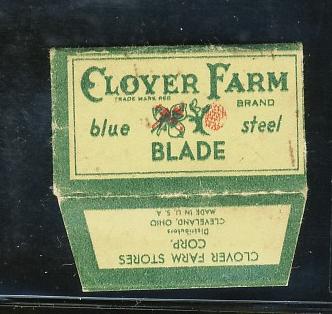 CLOVER FARM
TRADE MARK REG
BRAND
blue steel
BLADE
CLOVER FARM STORES
CORP.
Distributors
CLEVELAND, OHIO
MADE IN U.S.A